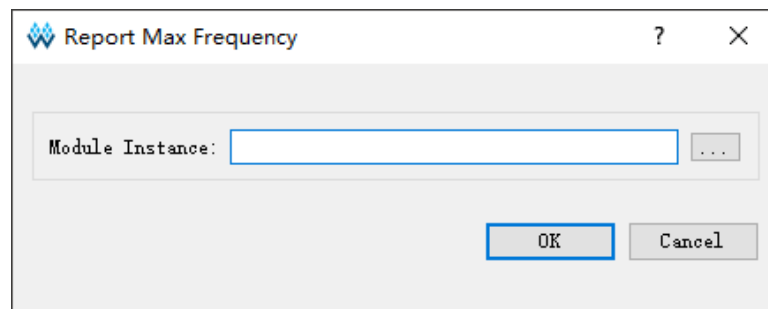 Report Max Frequency ? ×
Module Instance: ...
OK Cancel